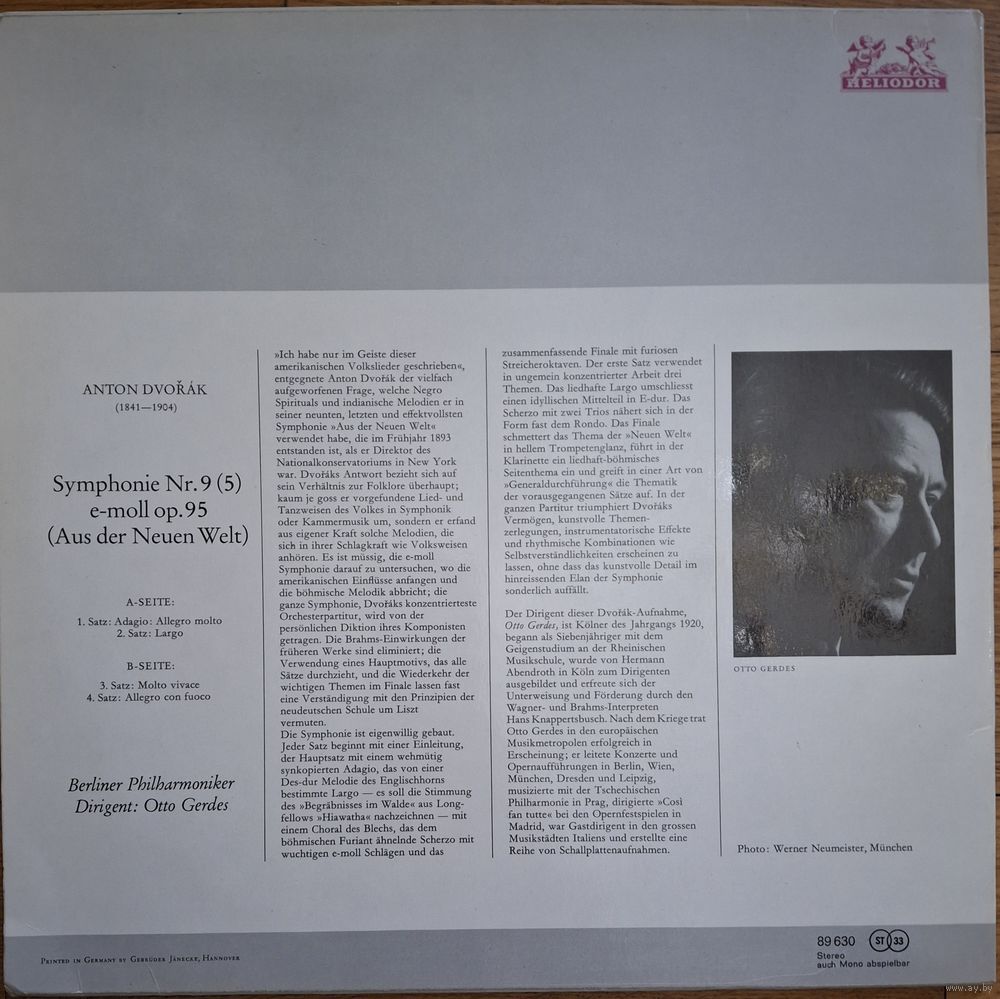 HELIODOR
ANTON DVOŘÁK
(1841—1904)
Symphonie Nr. 9 (5)
e-moll op. 95
(Aus der Neuen Welt)
A-SEITE:
1. Satz: Adagio: Allegro molto
2. Satz: Largo
B-SEITE:
3. Satz: Molto vivace
4. Satz: Allegro con fuoco
Berliner Philharmoniker
Dirigent: Otto Gerdes
»Ich habe nur im Geiste dieser
amerikanischen Volkslieder geschrieben«,
entgegnete Anton Dvořák der vielfach
aufgeworfenen Frage, welche Negro
Spirituals und indianische Melodien er in
seiner neunten, letzten und effektvollsten
Symphonie »Aus der Neuen Welt«
verwendet habe, die im Frühjahr 1893
entstanden ist, als er Direktor des
Nationalkonservatoriums in New York
war. Dvořáks Antwort bezieht sich auf
sein Verhältnis zur Folklore überhaupt;
kaum je goss er vorgefundene Lied- und
Tanzweisen des Volkes in Symphonik
oder Kammermusik um, sondern er erfand
aus eigener Kraft solche Melodien, die
sich in ihrer Schlagkraft wie Volksweisen
anhören. Es ist müssig, die e-moll
Symphonie darauf zu untersuchen, wo die
amerikanischen Einflüsse anfangen und
die böhmische Melodik abbricht; die
ganze Symphonie, Dvořáks konzentrierteste
Orchesterpartitur, wird von der
persönlichen Diktion ihres Komponisten
getragen. Die Brahms-Einwirkungen der
früheren Werke sind eliminiert; die
Verwendung eines Hauptmotivs, das alle
Sätze durchzieht, und die Wiederkehr der
wichtigen Themen im Finale lassen fast
eine Verständigung mit den Prinzipien der
neudeutschen Schule um Liszt
vermuten.
Die Symphonie ist eigenwillig gebaut.
Jeder Satz beginnt mit einer Einleitung,
der Hauptsatz mit einem wehmütig
synkopierten Adagio, das von einer
Des-dur Melodie des Englischhorns
bestimmte Largo — es soll die Stimmung
des »Begräbnisses im Walde« aus Long-
fellows »Hiawatha« nachzeichnen — mit
einem Choral des Blechs, das dem
böhmischen Furiant ähnelnde Scherzo mit
wuchtigen e-moll Schlägen und das
zusammenfassende Finale mit furiosen
Streicheroktaven. Der erste Satz verwendet
in ungemein konzentrierter Arbeit drei
Themen. Das liedhafte Largo umschliesst
einen idyllischen Mittelteil in E-dur. Das
Scherzo mit zwei Trios nähert sich in der
Form fast dem Rondo. Das Finale
schmettert das Thema der »Neuen Welt«
in hellem Trompetenglanz, führt in der
Klarinette ein liedhaft-böhmisches
Seitenthema ein und greift in einer Art von
»Generaldurchführung« die Thematik
der vorausgegangenen Sätze auf. In der
ganzen Partitur triumphiert Dvořáks
Vermögen, kunstvolle Themen-
zerlegungen, instrumentatorische Effekte
und rhythmische Kombinationen wie
Selbstverständlichkeiten erscheinen zu
lassen, ohne dass das kunstvolle Detail im
hinreissenden Elan der Symphonie
sonderlich auffällt.
Der Dirigent dieser Dvořák-Aufnahme,
Otto Gerdes, ist Kölner des Jahrgangs 1920,
begann als Siebenjähriger mit dem
Geigenstudium an der Rheinischen
Musikschule, wurde von Hermann
Abendroth in Köln zum Dirigenten
ausgebildet und erfreute sich der
Unterweisung und Förderung durch den
Wagner- und Brahms-Interpreten
Hans Knappertsbusch. Nach dem Kriege trat
Otto Gerdes in den europäischen
Musikmetropolen erfolgreich in
Erscheinung; er leitete Konzerte und
Opernaufführungen in Berlin, Wien,
München, Dresden und Leipzig,
musizierte mit der Tschechischen
Philharmonie in Prag, dirigierte »Così
fan tutte« bei den Opernfestspielen in
Madrid, war Gastdirigent in den grossen
Musikstädten Italiens und erstellte eine
Reihe von Schallplattenaufnahmen.
OTTO GERDES
Photo: Werner Neumeister, München
PRINTED IN GERMANY BY GEBRÜDER JÄNECKE, HANNOVER
89 630 ST 33
Stereo
auch Mono abspielbar
www.ay.by